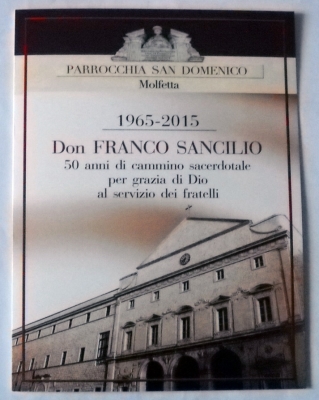 PARROCCHIA SAN DOMENICO
Molfetta
1965-2015
Don FRANCO SANCILIO
50 anni di cammino sacerdotale
per grazia di Dio
al servizio dei fratelli